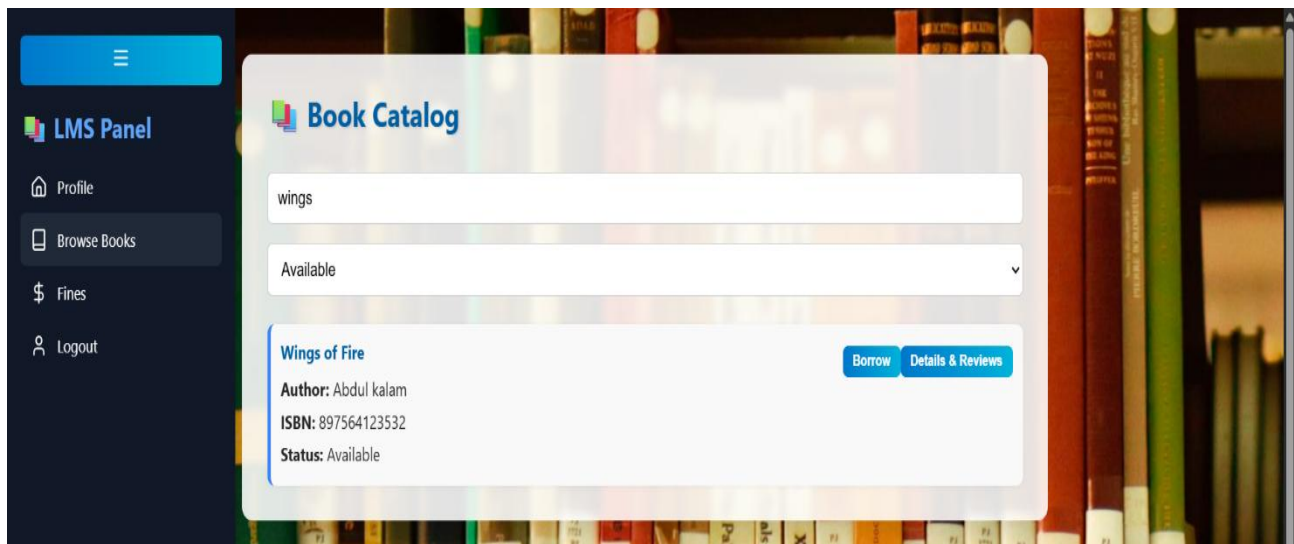 ☰
LMS Panel
Profile
Browse Books
Fines
Logout
Book Catalog
wings
Available
Wings of Fire
Borrow
Details & Reviews
Author: Abdul kalam
ISBN: 897564123532
Status: Available